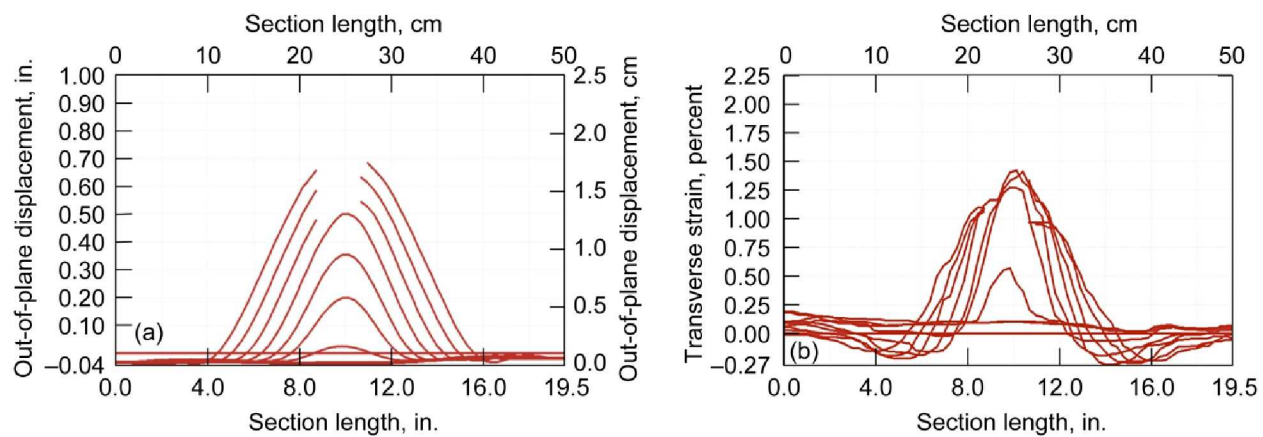 Section length, cm
0 10 20 30 40 50
Out-of-plane displacement, in.
1.00
0.90
0.80
0.70
0.60
0.50
0.40
0.30
0.20
0.10
–0.04
(a)
2.5
2.0
1.5
1.0
0.5
0.0
Out-of-plane displacement, cm
0.0 4.0 8.0 12.0 16.0 19.5
Section length, in.
Section length, cm
0 10 20 30 40 50
Transverse strain, percent
2.25
2.00
1.75
1.50
1.25
1.00
0.75
0.50
0.25
0.00
–0.27
(b)
0.0 4.0 8.0 12.0 16.0 19.5
Section length, in.